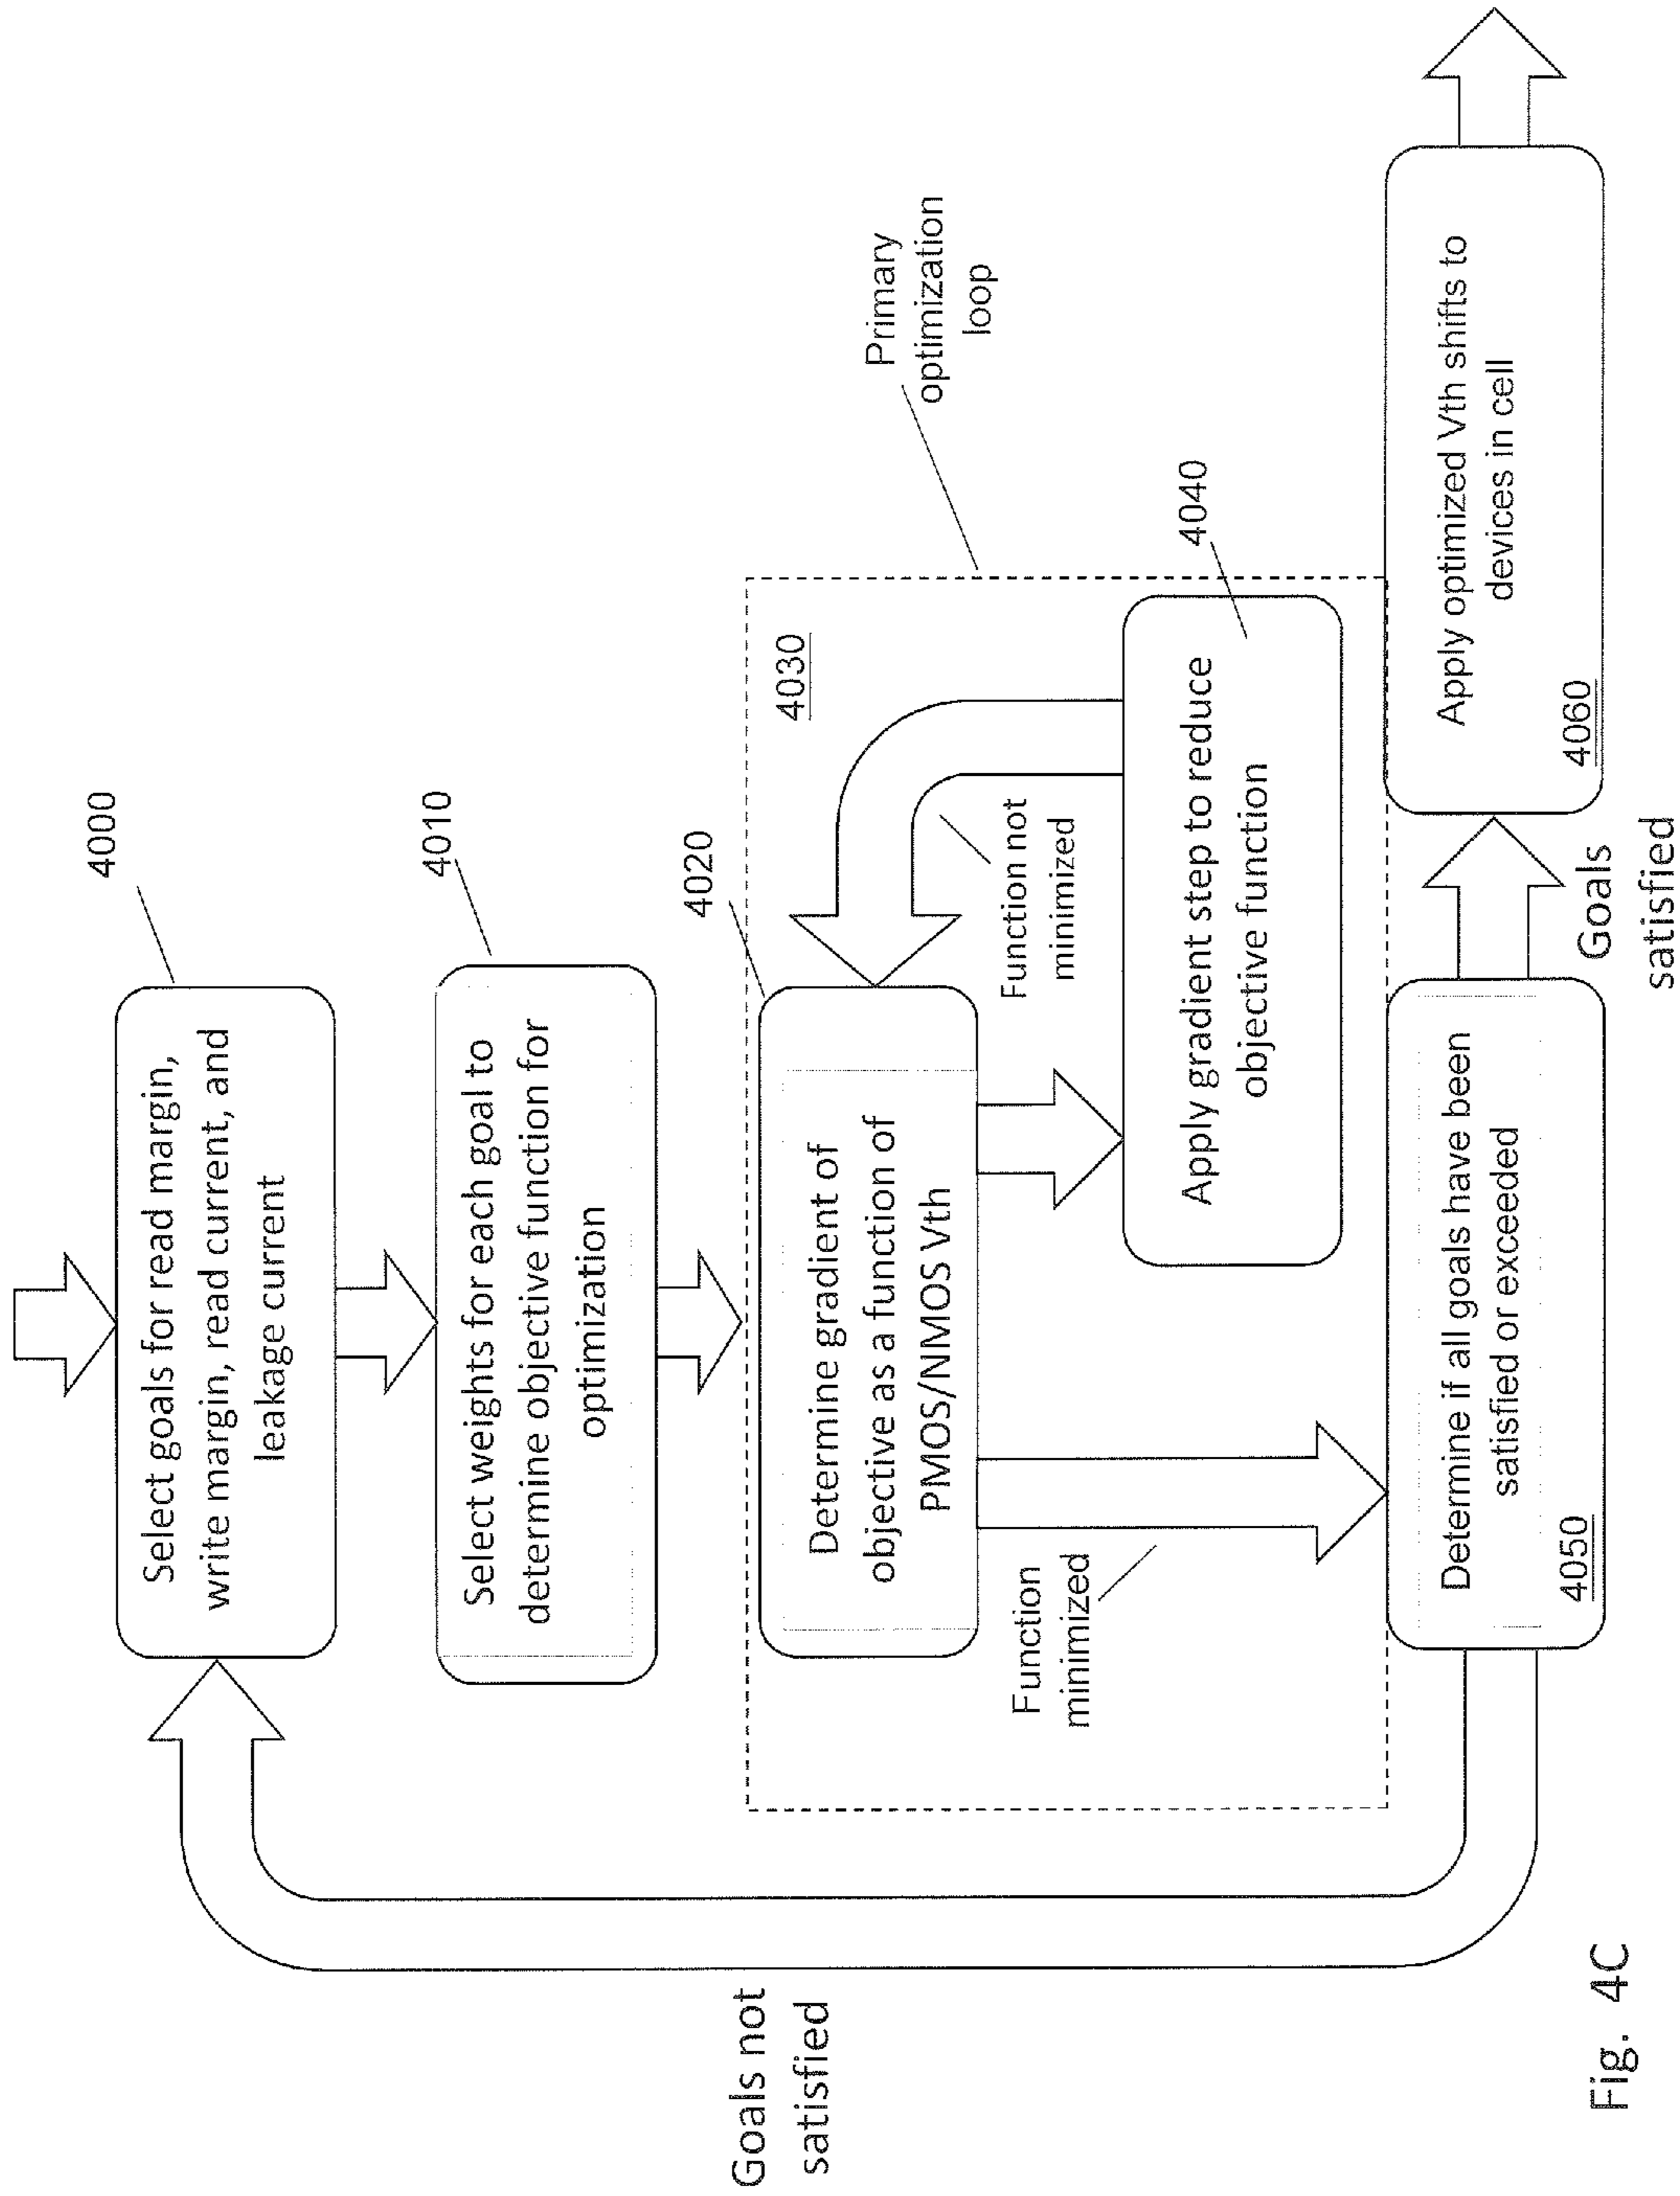 4000
Select goals for read margin,
write margin, read current, and
leakage current
4010
Select weights for each goal to
determine objective function for
optimization
4020
Determine gradient of
objective as a function of
PMOS/NMOS Vth
4030
Primary
optimization
loop
Function not
minimized
4040
Apply gradient step to reduce
objective function
Function
minimized
Goals not
satisfied
Determine if all goals have been
satisfied or exceeded
4050
Goals
satisfied
Apply optimized Vth shifts to
devices in cell
4060
Fig. 4C